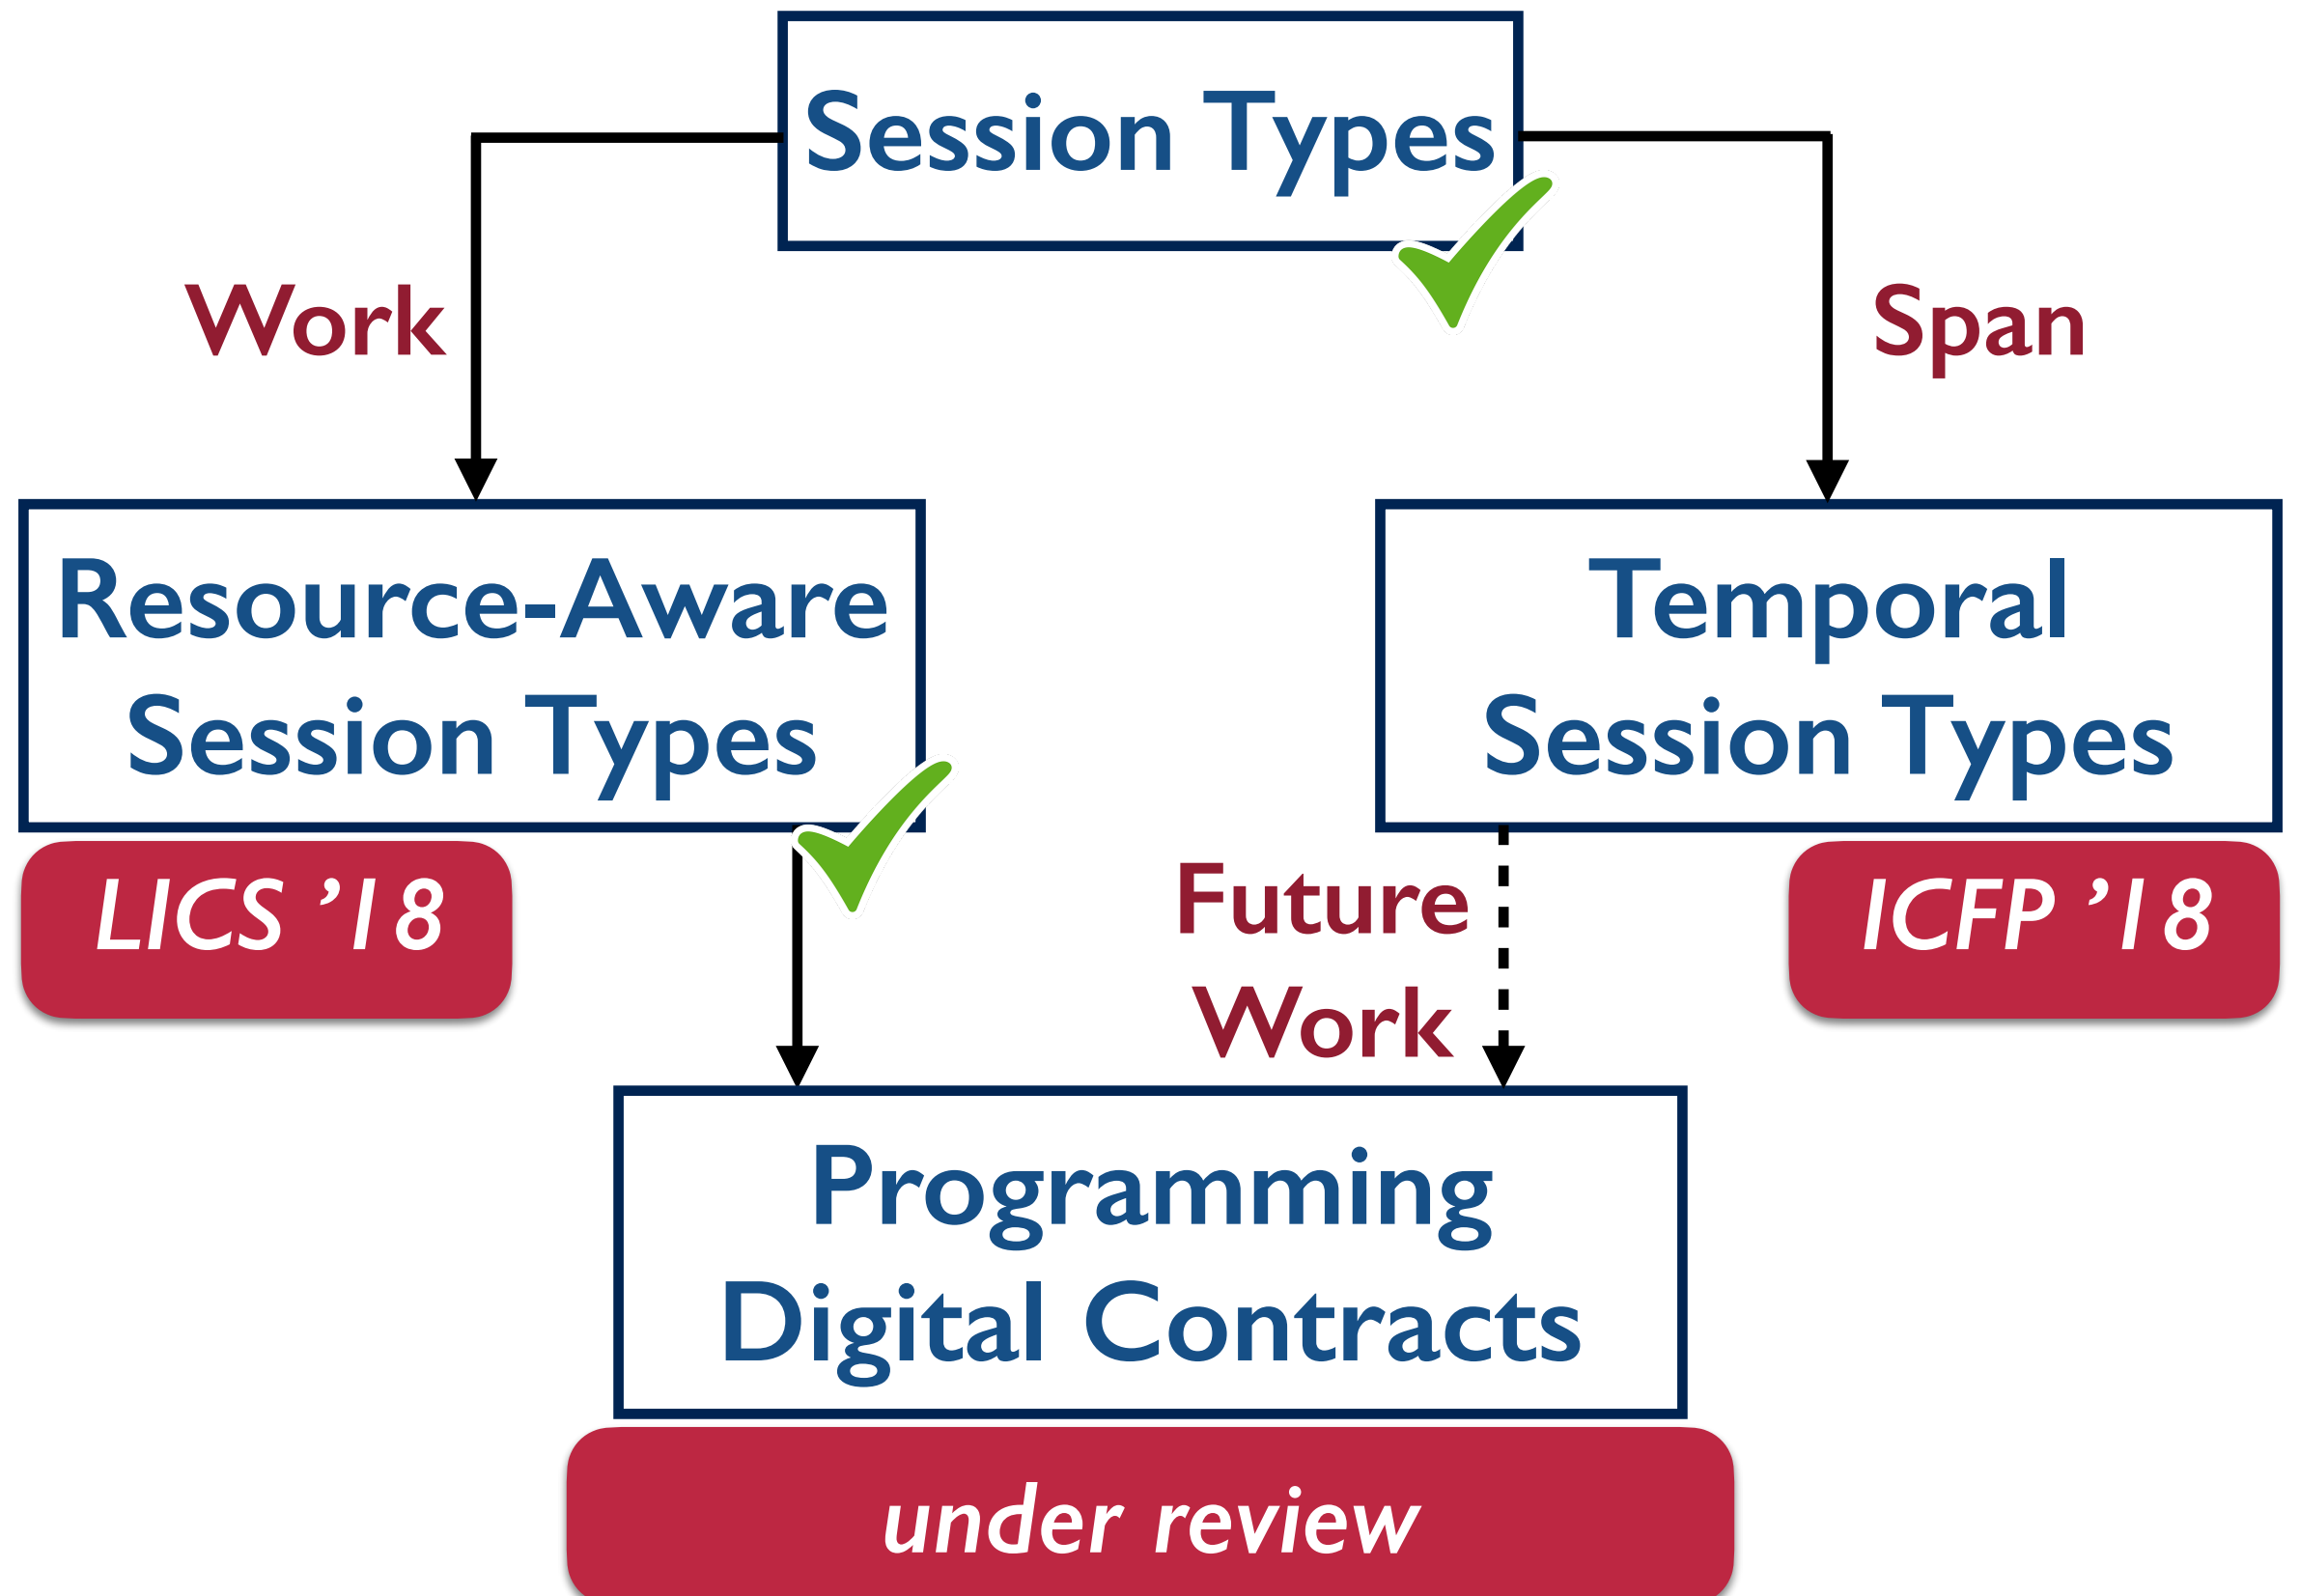 Session Types
Work
Span
Resource-Aware
Session Types
Temporal
Session Types
LICS '18
Future
Work
ICFP '18
Programming
Digital Contracts
under review